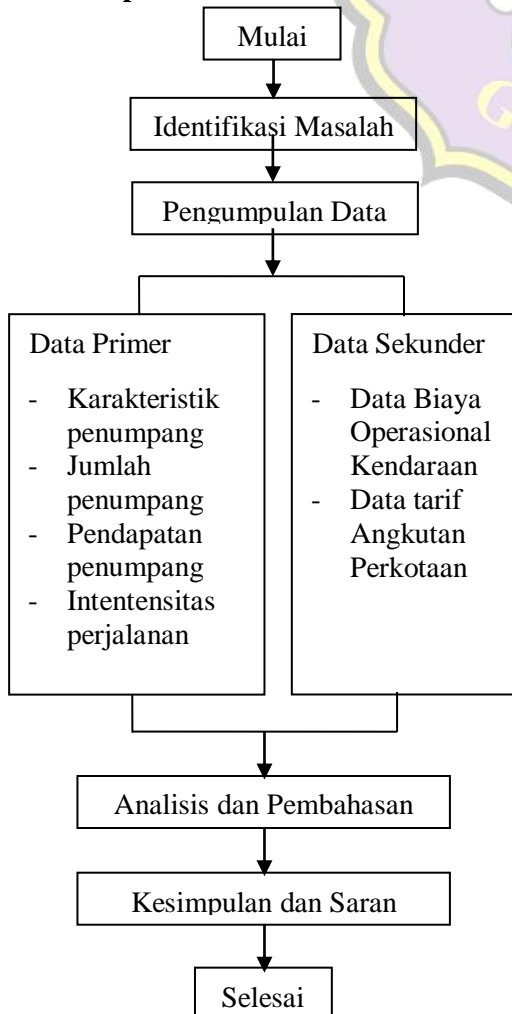 Mulai
Identifikasi Masalah
Pengumpulan Data
Data Primer
- Karakteristik
penumpang
- Jumlah
penumpang
- Pendapatan
penumpang
- Intentensitas
perjalanan
Data Sekunder
- Data Biaya
Operasional
Kendaraan
- Data tarif
Angkutan
Perkotaan
Analisis dan Pembahasan
Kesimpulan dan Saran
Selesai